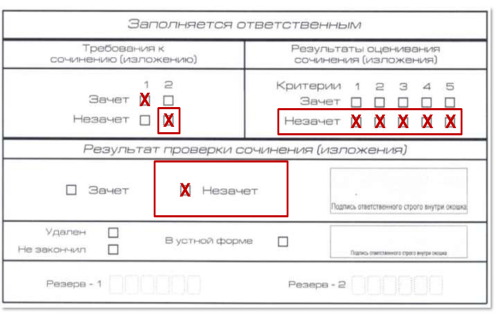 Заполняется ответственным
Требования к
сочинению (изложению)
Результаты оценивания
сочинения (изложения)
1 2
Зачет X
Незачет X
Критерии 1 2 3 4 5
Зачет
Незачет X X X X X
Результат проверки сочинения (изложения)
Зачет
X Незачет
Подпись ответственного строго внутри окошка
Удален
Не закончил
В устной форме
Подпись ответственного строго внутри окошка
Резерв - 1
Резерв - 2